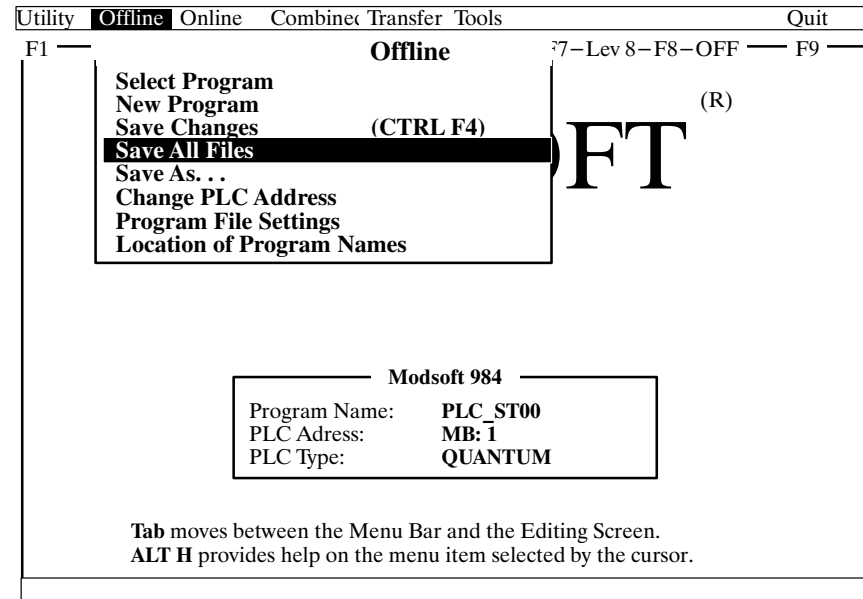 Utility Offline Online Combinec Transfer Tools Quit
F1 Offline F7-Lev 8-F8-OFF F9
Select Program
New Program
(R)
Save Changes (CTRL F4)
Save All Files
OFT
Save As. . .
Change PLC Address
Program File Settings
Location of Program Names
Modsoft 984
Program Name: PLC_ST00
PLC Adress: MB: 1
PLC Type: QUANTUM
Tab moves between the Menu Bar and the Editing Screen.
ALT H provides help on the menu item selected by the cursor.